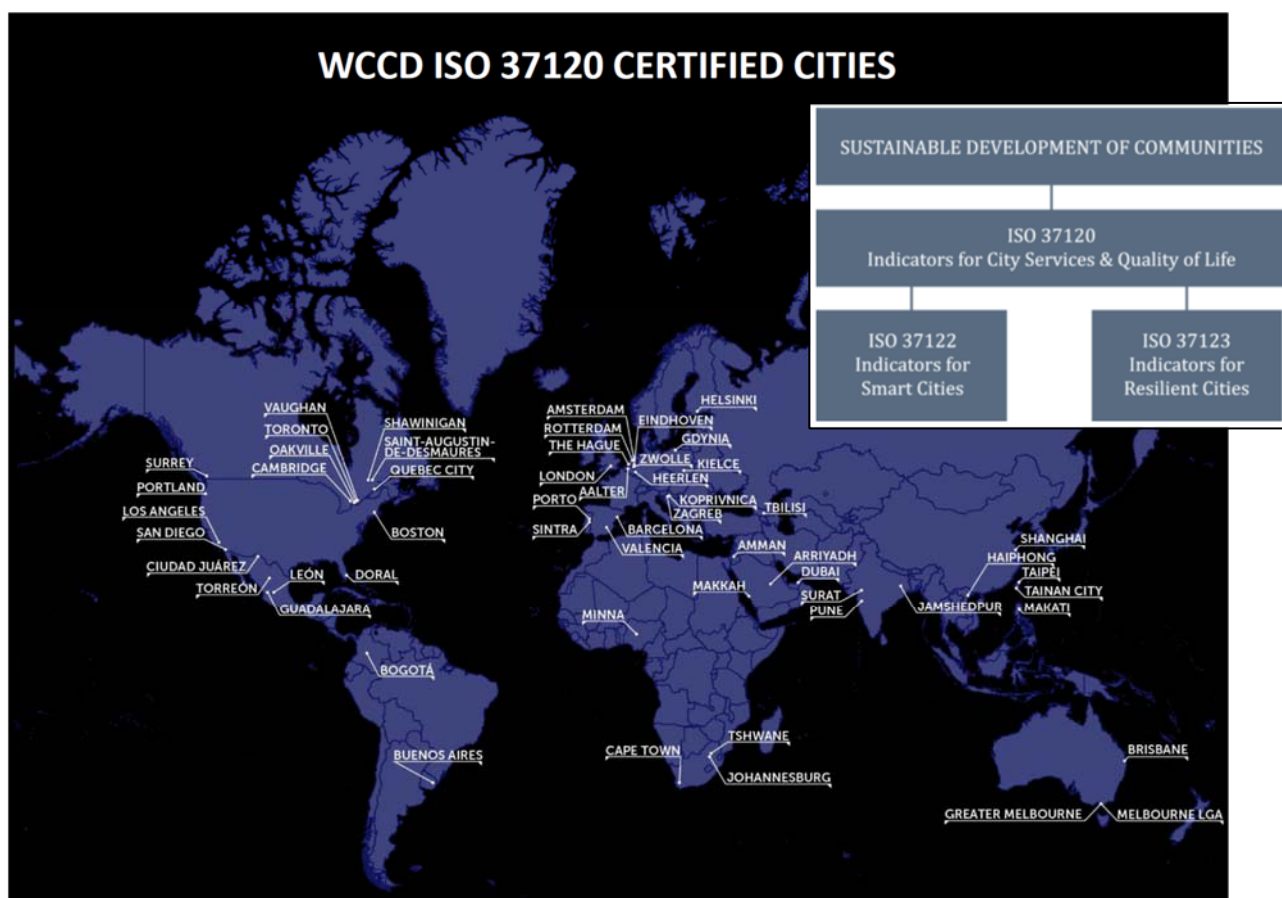 WCCD ISO 37120 CERTIFIED CITIES
SUSTAINABLE DEVELOPMENT OF COMMUNITIES
ISO 37120
Indicators for City Services & Quality of Life
ISO 37122
Indicators for
Smart Cities
ISO 37123
Indicators for
Resilient Cities
VAUGHAN
TORONTO
OAKVILLE
CAMBRIDGE
SHAWINIGAN
SAINT-AUGUSTIN-
DE-DESMAURES
QUEBEC CITY
SURREY
PORTLAND
LOS ANGELES
SAN DIEGO
BOSTON
CIUDAD JUÁREZ
TORREÓN
LEÓN
GUADALAJARA
DORAL
BOGOTÁ
BUENOS AIRES
AMSTERDAM
ROTTERDAM
THE HAGUE
LONDON
AALTER
PORTO
SINTRA
HELSINKI
EINDHOVEN
GDYNIA
ZWOLLE
KIELCE
HEERLEN
KOPRIVNICA
ZAGREB
TBILISI
BARCELONA
VALENCIA
AMMAN
ARRIYADH
MAKKAH
DUBAI
SURAT
PUNE
JAMSHEDPUR
MINNA
SHANGHAI
HAIPHONG
TAIPEI
TAINAN CITY
MAKATI
CAPE TOWN
TSHWANE
JOHANNESBURG
BRISBANE
GREATER MELBOURNE
MELBOURNE LGA